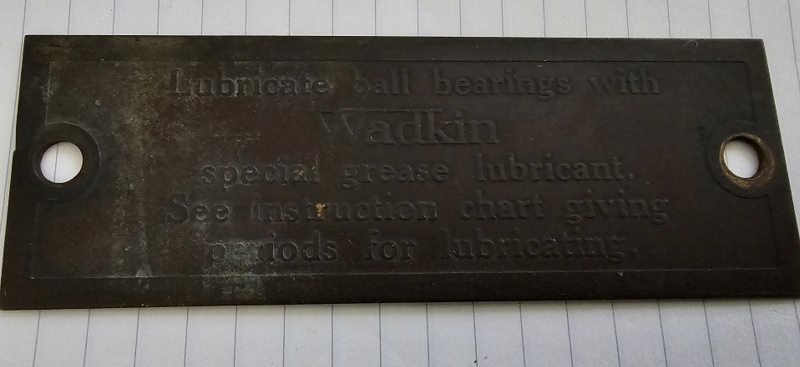 Lubricate ball bearings with
Wadkin
special grease lubricant.
See instruction chart giving
periods for lubricating.